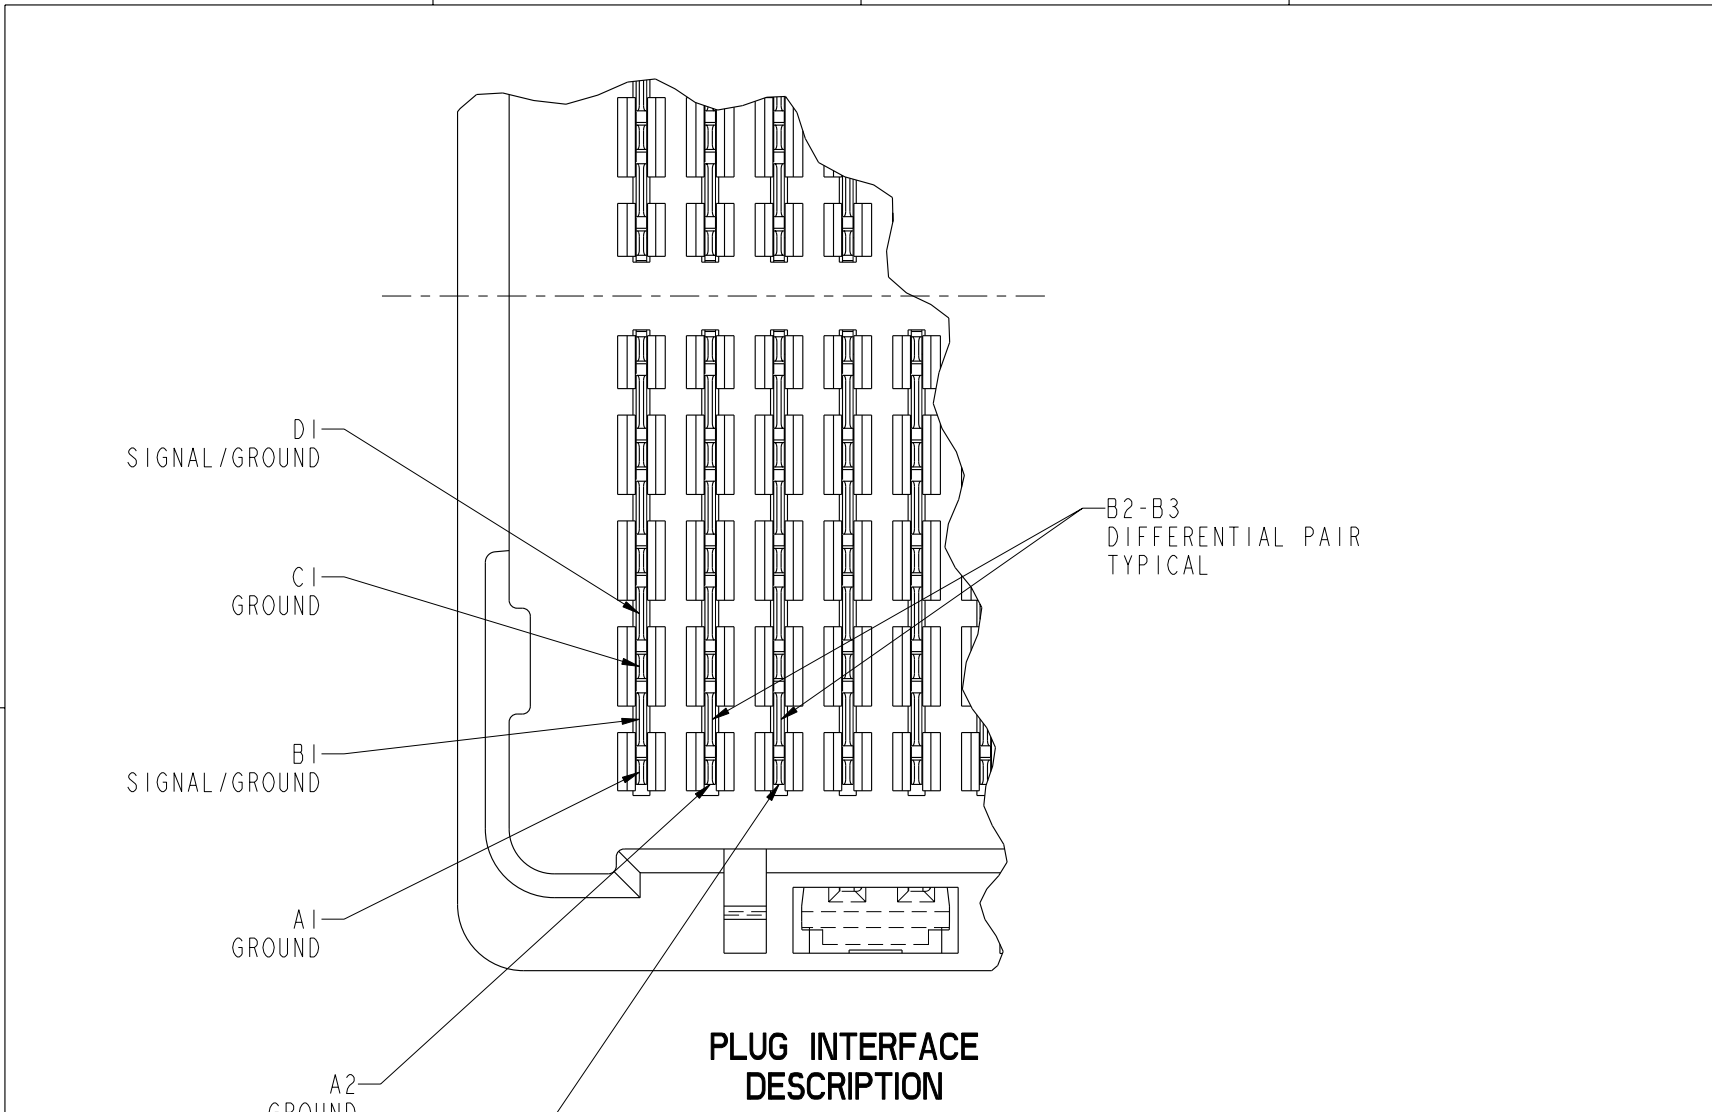 D1
SIGNAL/GROUND
C1
GROUND
B1
SIGNAL/GROUND
A1
GROUND
A2
GROUND
B2-B3
DIFFERENTIAL PAIR
TYPICAL
PLUG INTERFACE
DESCRIPTION